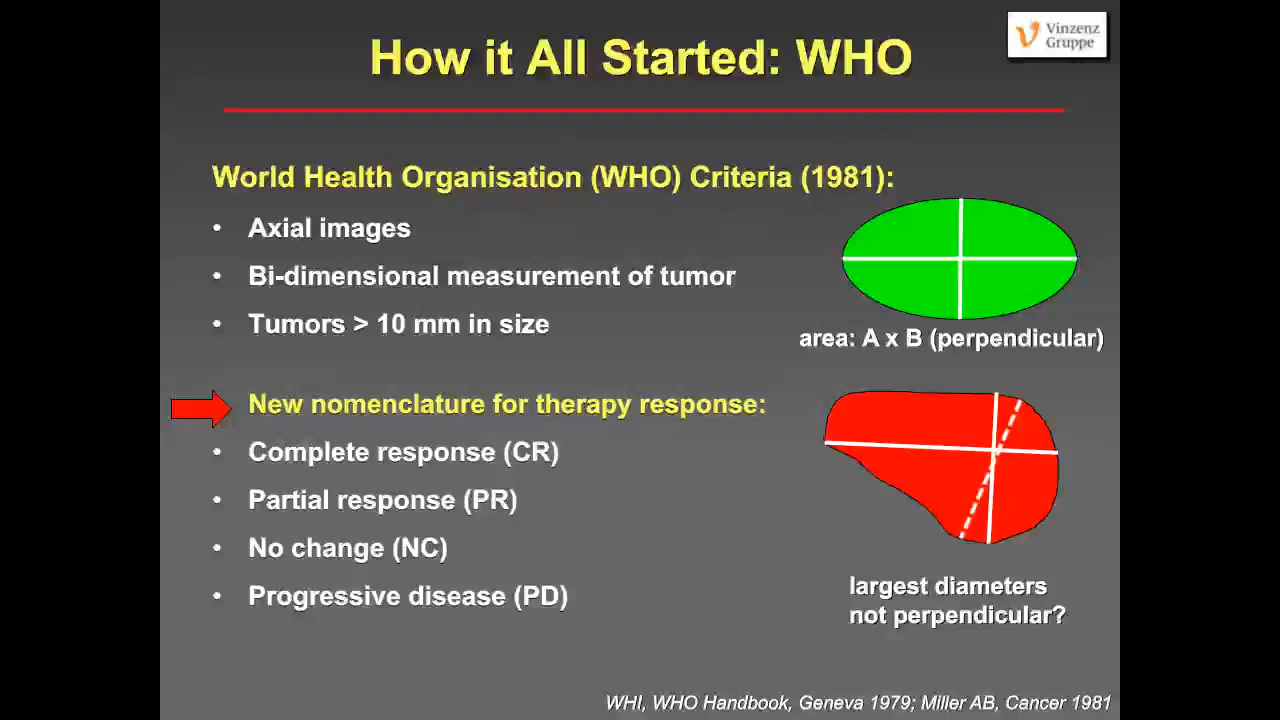 How it All Started: WHO
Vinzenz
Gruppe
World Health Organisation (WHO) Criteria (1981):
• Axial images
• Bi-dimensional measurement of tumor
• Tumors > 10 mm in size
area: A x B (perpendicular)
New nomenclature for therapy response:
• Complete response (CR)
• Partial response (PR)
• No change (NC)
• Progressive disease (PD)
largest diameters
not perpendicular?
WHI, WHO Handbook, Geneva 1979; Miller AB, Cancer 1981